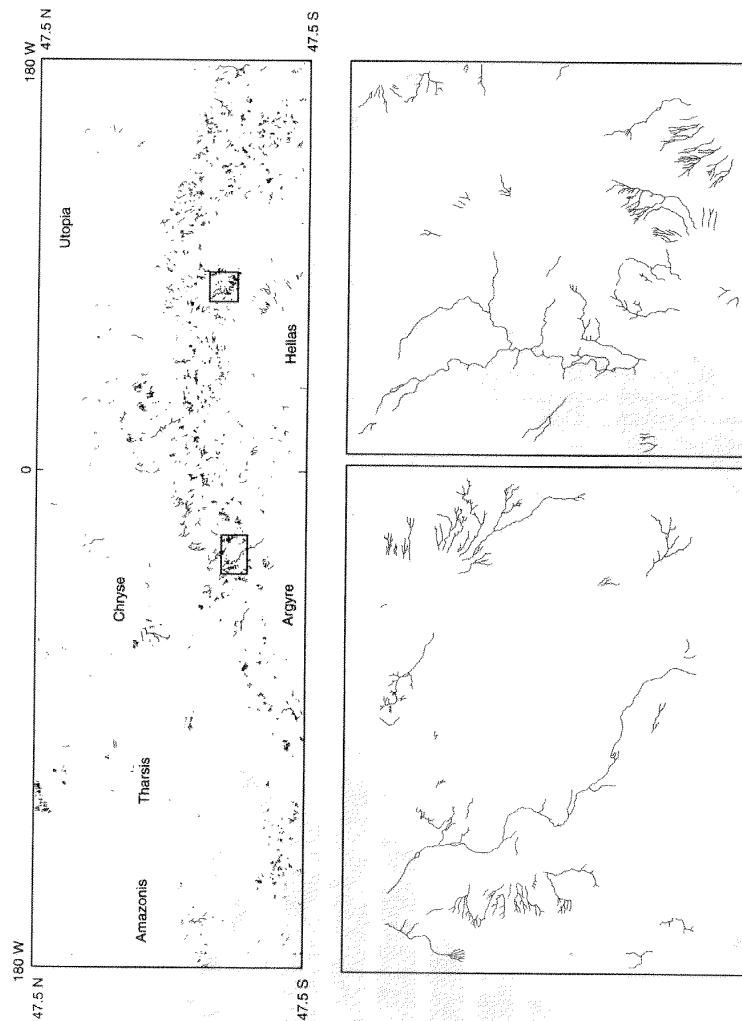 180 W
0
180 W
47.5 N
47.5 N
Utopia
Chryse
Tharsis
Amazonis
Hellas
Argyre
47.5 S
47.5 S